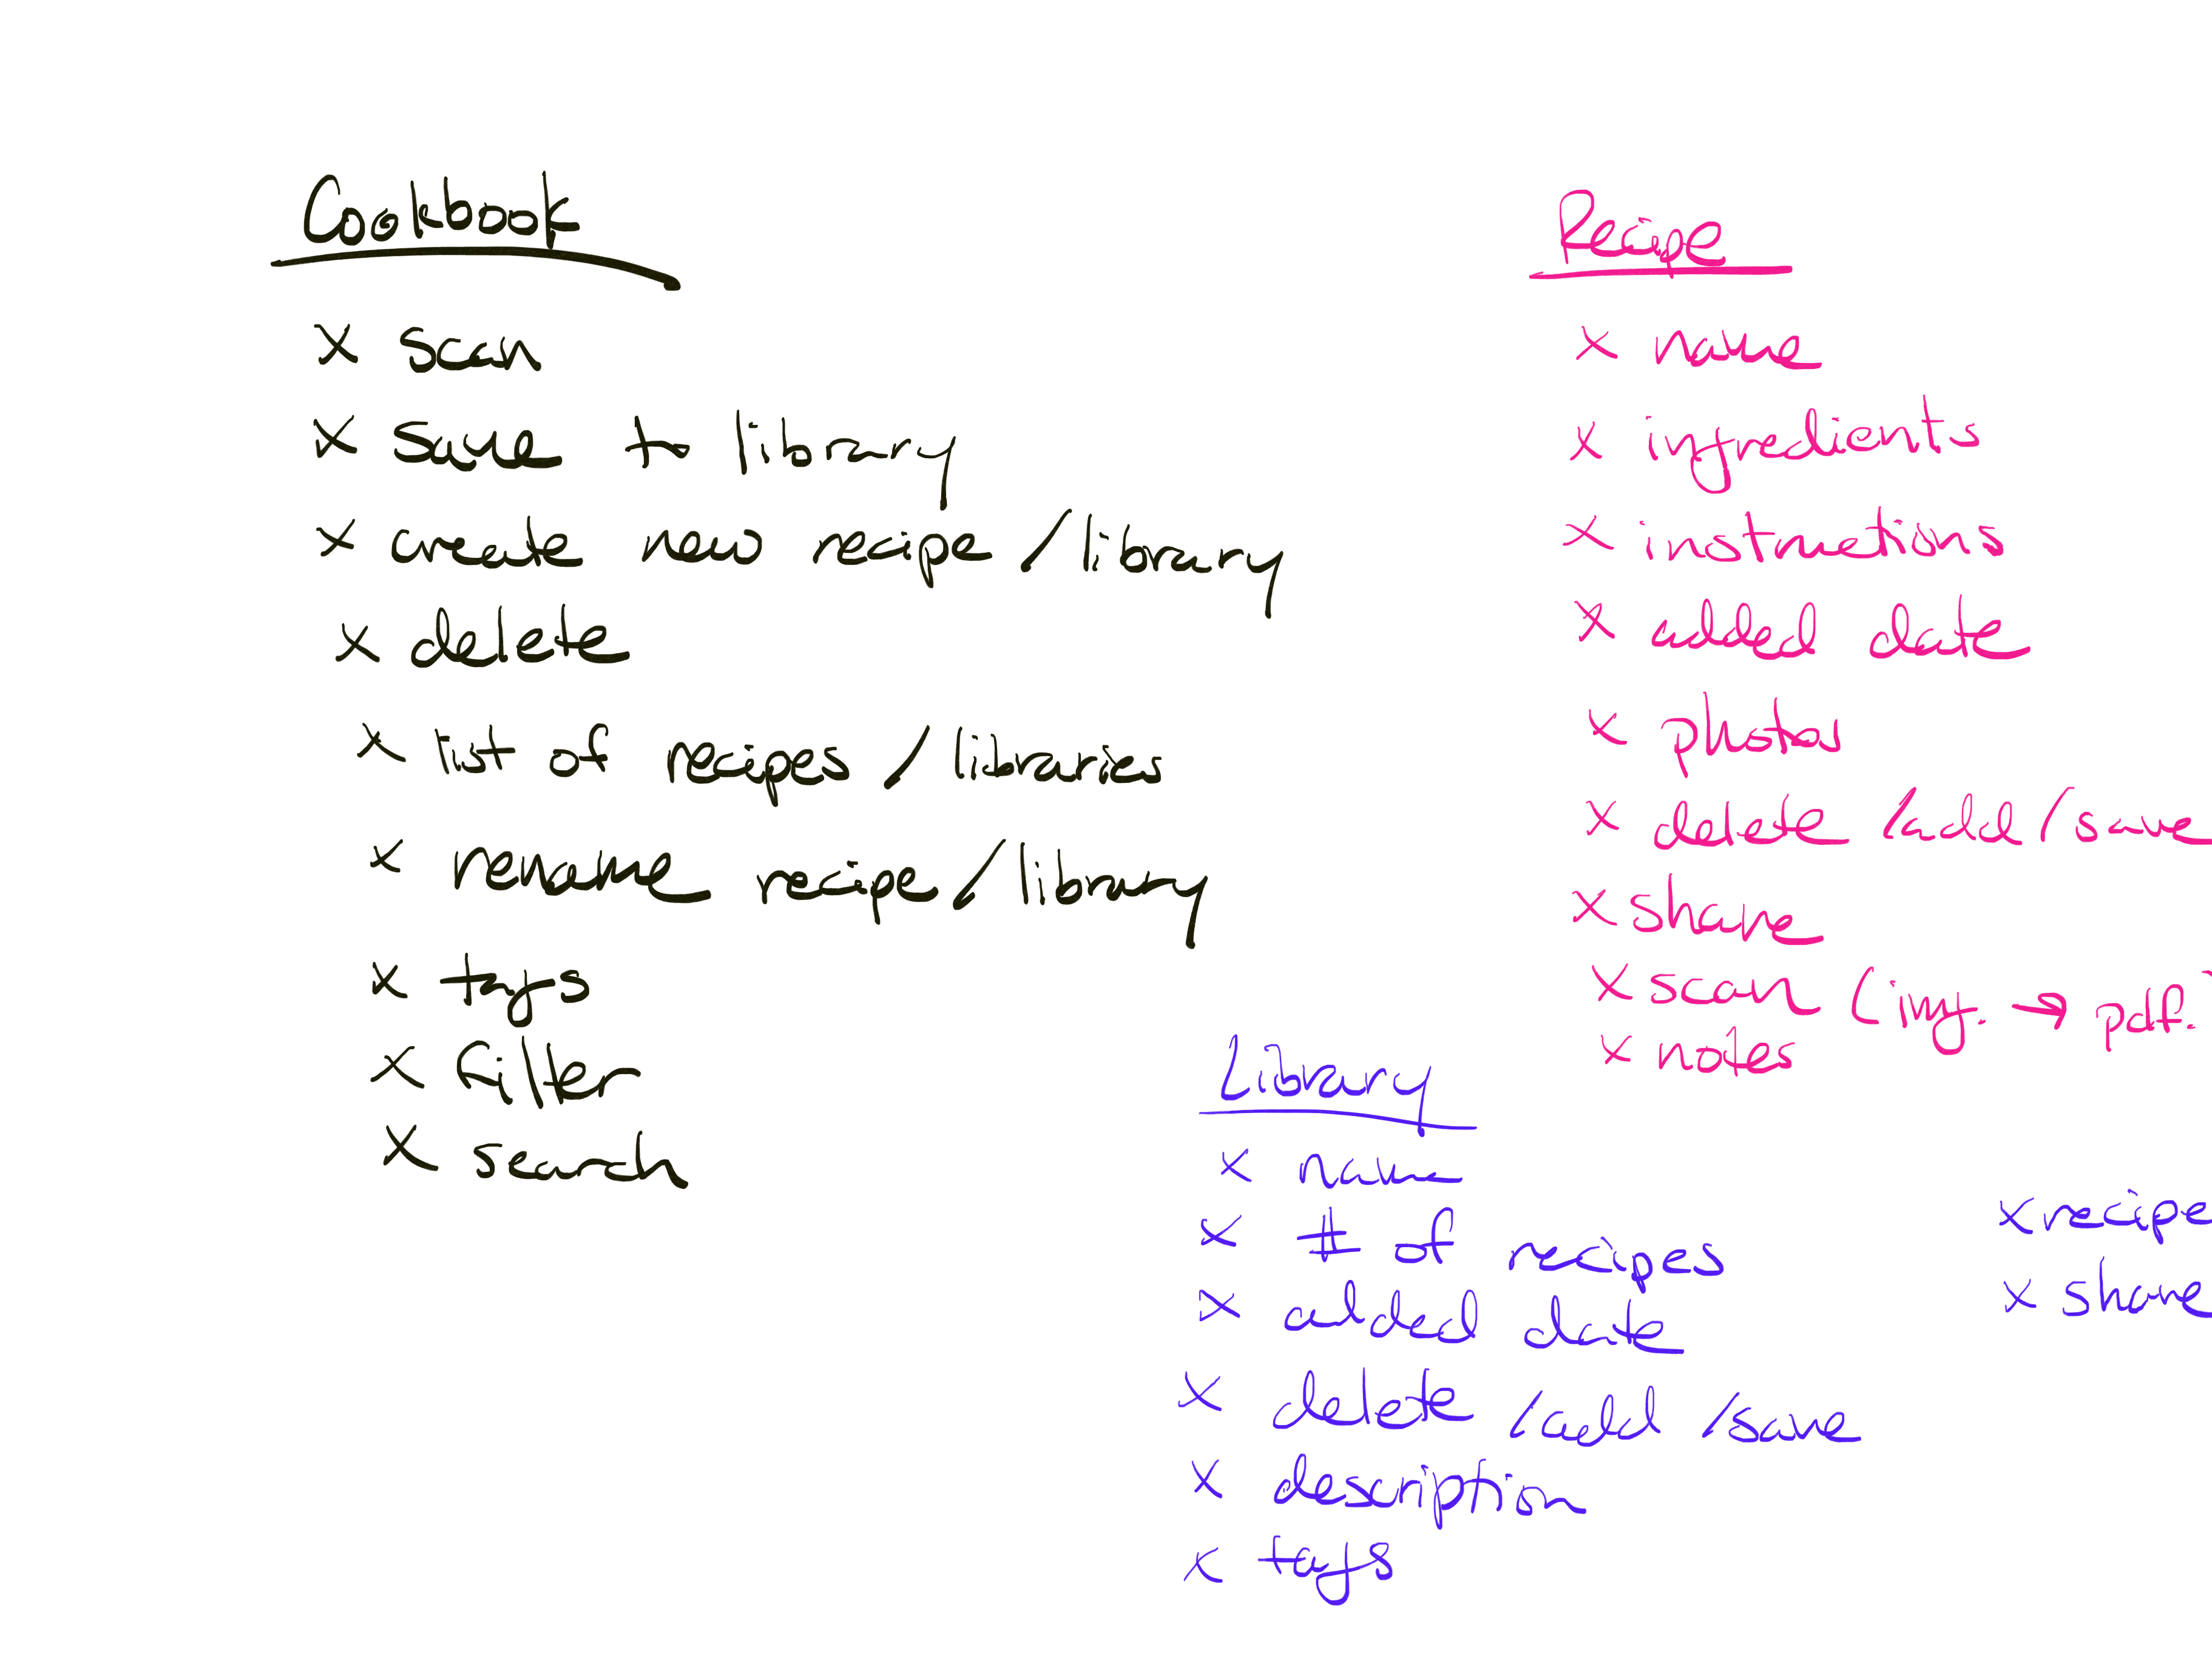 Cookbook
x scan
x save to library
x create new recipe/library
x delete
x list of recipes/libraries
x rename recipe/library
x tags
x filter
x search
Recipe
x name
x ingredients
x instructions
x added date
x photos
x delete/add/save
x share
x scan (img. → pdf.
x notes
Library
x name
x # of recipes
x added date
x delete/add/save
x description
x tags
x recipe
x share